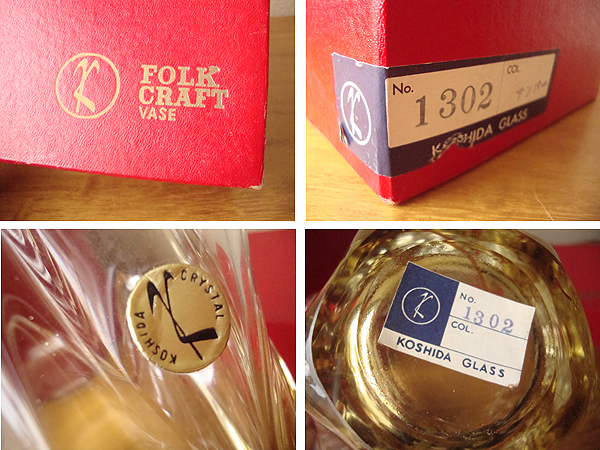 FOLK
CRAFT
VASE
No.
1302
COL.
KOSHIDA GLASS
KOSHIDA CRYSTAL
No.
1302
COL.
KOSHIDA GLASS